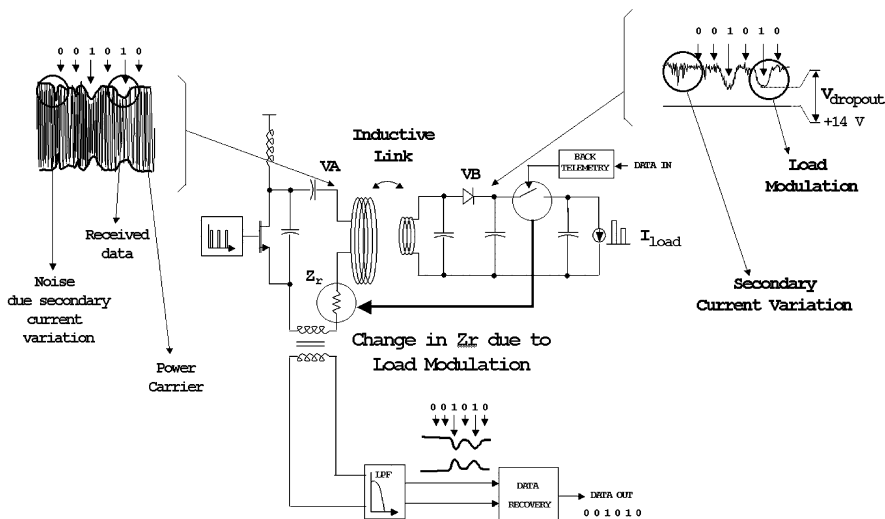 0 0 1 0 1 0
Noise
due secondary
current
variation
Received
data
Power
Carrier
VA
Inductive
Link
VB
BACK
TELEMETRY
DATA IN
I load
Zr
Change in Zr due to
Load Modulation
0 0 1 0 1 0
Vdropout
+14 V
Load
Modulation
Secondary
Current Variation
0 0 1 0 1 0
LPF
DATA
RECOVERY
DATA OUT
0 0 1 0 1 0